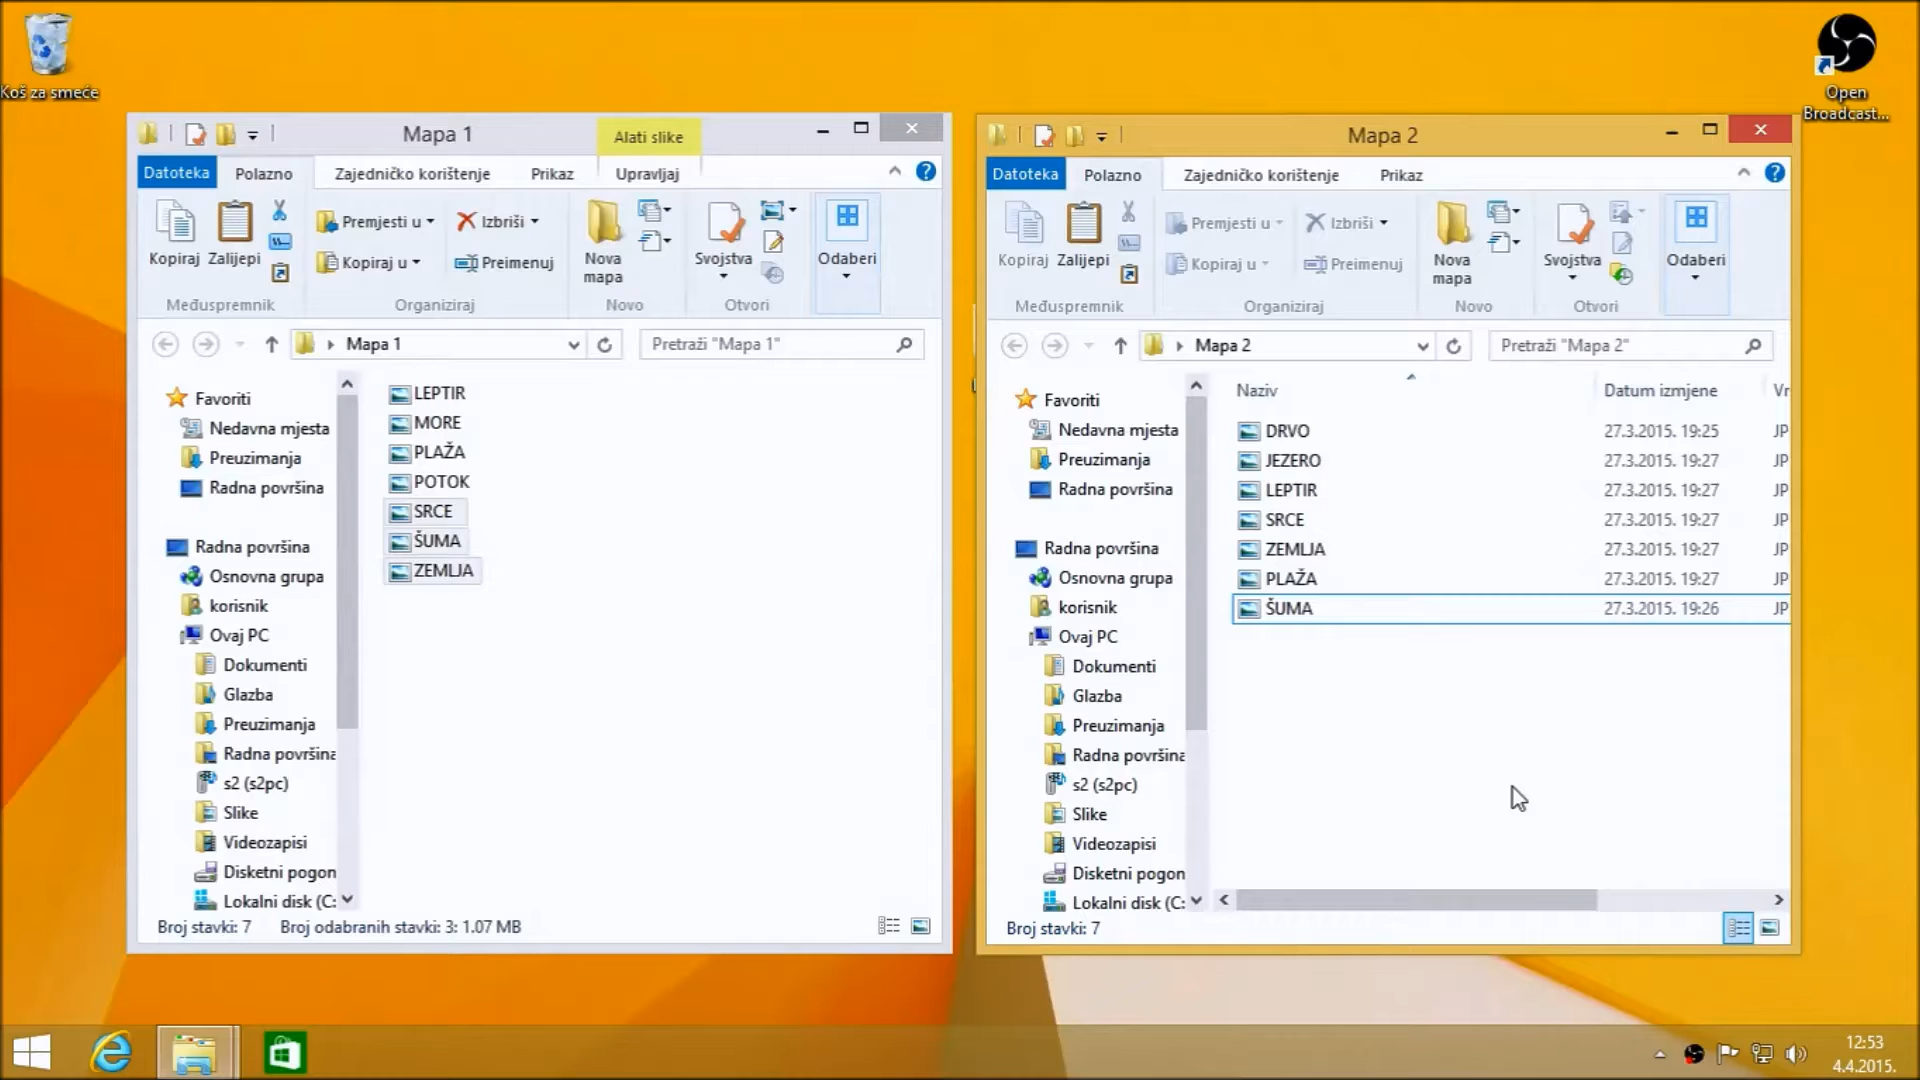 Koš za smeće
Open
Broadcast...
Mapa 1
Alati slike
Datoteka
Polazno
Zajedničko korištenje
Prikaz
Upravljaj
Kopiraj
Zalijepi
Premjesti u
Kopiraj u
Izbriši
Preimenuj
Nova
mapa
Svojstva
Odaberi
Međuspremnik
Organiziraj
Novo
Otvori
Mapa 1
Pretraži "Mapa 1"
Favoriti
Nedavna mjesta
Preuzimanja
Radna površina
Radna površina
Osnovna grupa
korisnik
Ovaj PC
Dokumenti
Glazba
Preuzimanja
Radna površina
s2 (s2pc)
Slike
Videozapisi
Disketni pogon
Lokalni disk (C:
LEPTIR
MORE
PLAŽA
POTOK
SRCE
ŠUMA
ZEMLJA
Broj stavki: 7
Broj odabranih stavki: 3: 1.07 MB
Mapa 2
Datoteka
Polazno
Zajedničko korištenje
Prikaz
Kopiraj
Zalijepi
Premjesti u
Kopiraj u
Izbriši
Preimenuj
Nova
mapa
Svojstva
Odaberi
Međuspremnik
Organiziraj
Novo
Otvori
Mapa 2
Pretraži "Mapa 2"
Favoriti
Nedavna mjesta
Preuzimanja
Radna površina
Radna površina
Osnovna grupa
korisnik
Ovaj PC
Dokumenti
Glazba
Preuzimanja
Radna površina
s2 (s2pc)
Slike
Videozapisi
Disketni pogon
Lokalni disk (C:
Naziv Datum izmjene Vr
DRVO 27.3.2015. 19:25 JP
JEZERO 27.3.2015. 19:27 JP
LEPTIR 27.3.2015. 19:27 JP
SRCE 27.3.2015. 19:27 JP
ZEMLJA 27.3.2015. 19:27 JP
PLAŽA 27.3.2015. 19:27 JP
ŠUMA 27.3.2015. 19:26 JP
Broj stavki: 7
12:53
4.4.2015.